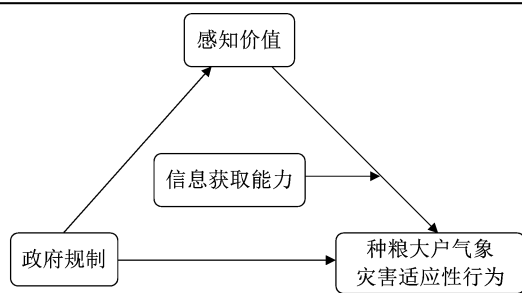 感知价值
信息获取能力
政府规制
种粮大户气象
灾害适应性行为